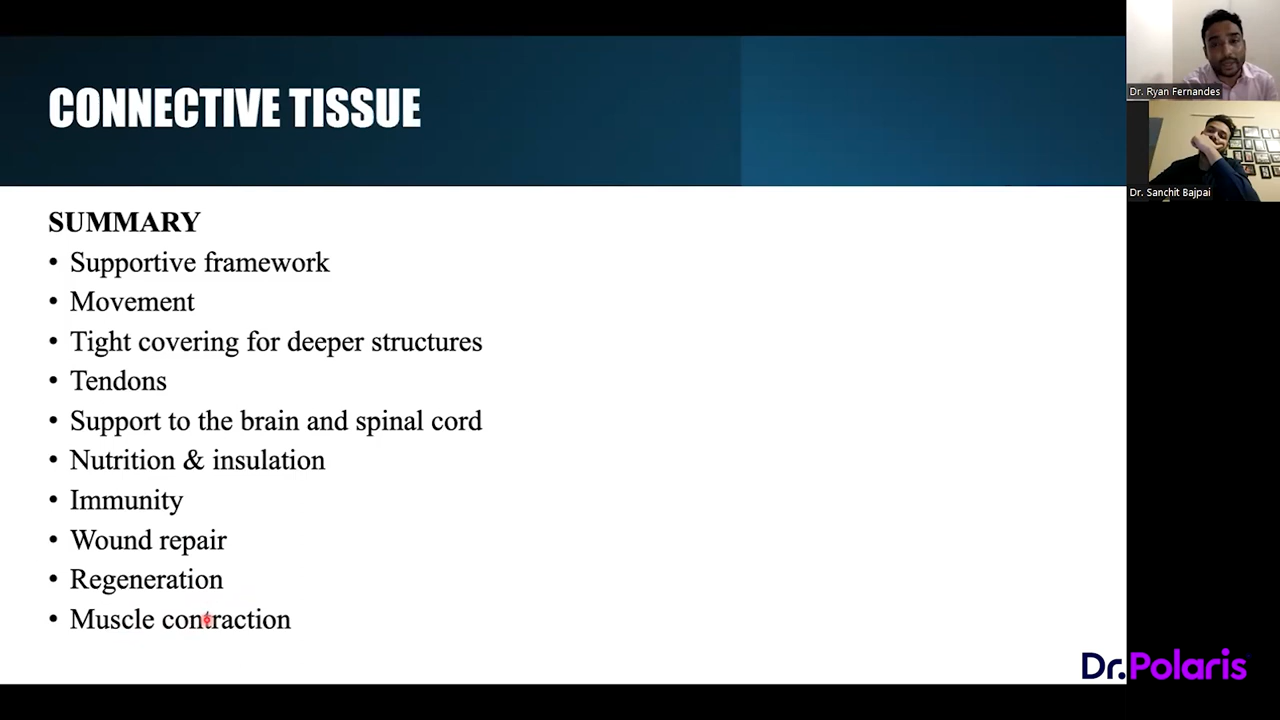 CONNECTIVE TISSUE
SUMMARY
• Supportive framework
• Movement
• Tight covering for deeper structures
• Tendons
• Support to the brain and spinal cord
• Nutrition & insulation
• Immunity
• Wound repair
• Regeneration
• Muscle contraction
Dr. Ryan Fernandes
Dr. Sanchit Bajpai
Dr.Polaris